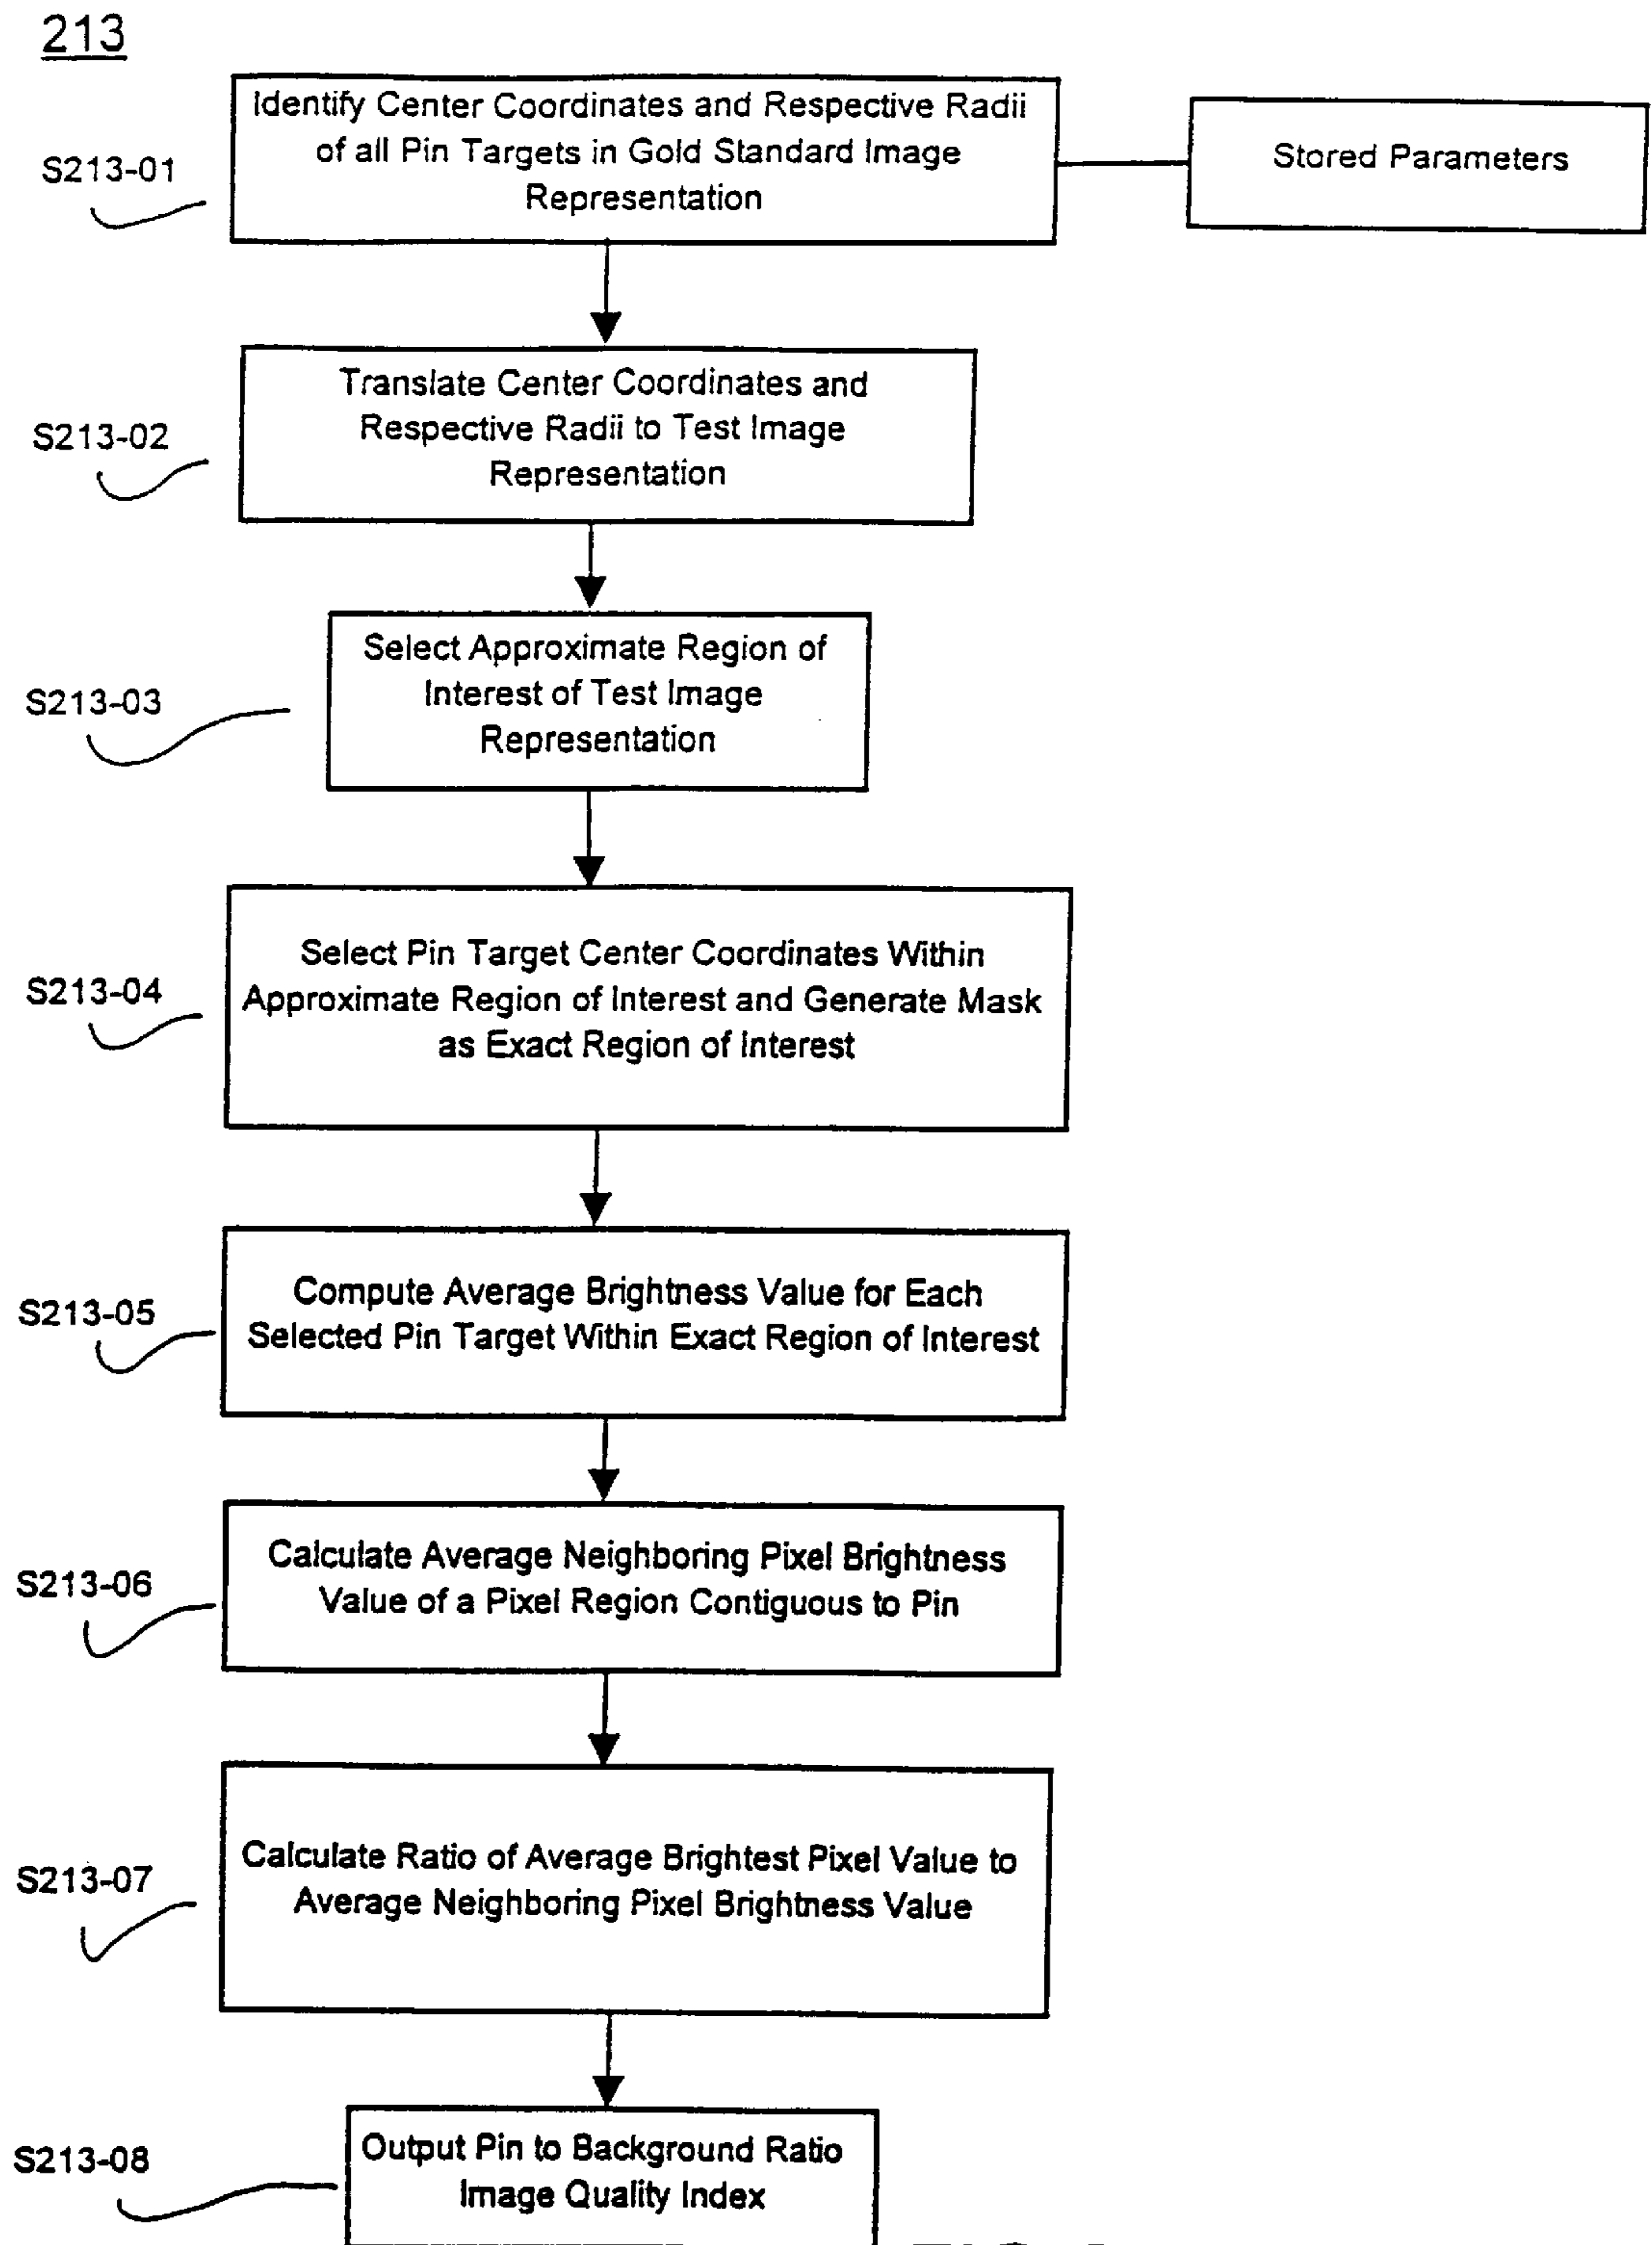 213
S213-01
Identify Center Coordinates and Respective Radii
of all Pin Targets in Gold Standard Image
Representation
Stored Parameters
S213-02
Translate Center Coordinates and
Respective Radii to Test Image
Representation
S213-03
Select Approximate Region of
Interest of Test Image
Representation
S213-04
Select Pin Target Center Coordinates Within
Approximate Region of Interest and Generate Mask
as Exact Region of Interest
S213-05
Compute Average Brightness Value for Each
Selected Pin Target Within Exact Region of Interest
S213-06
Calculate Average Neighboring Pixel Brightness
Value of a Pixel Region Contiguous to Pin
S213-07
Calculate Ratio of Average Brightest Pixel Value to
Average Neighboring Pixel Brightness Value
S213-08
Output Pin to Background Ratio
Image Quality Index